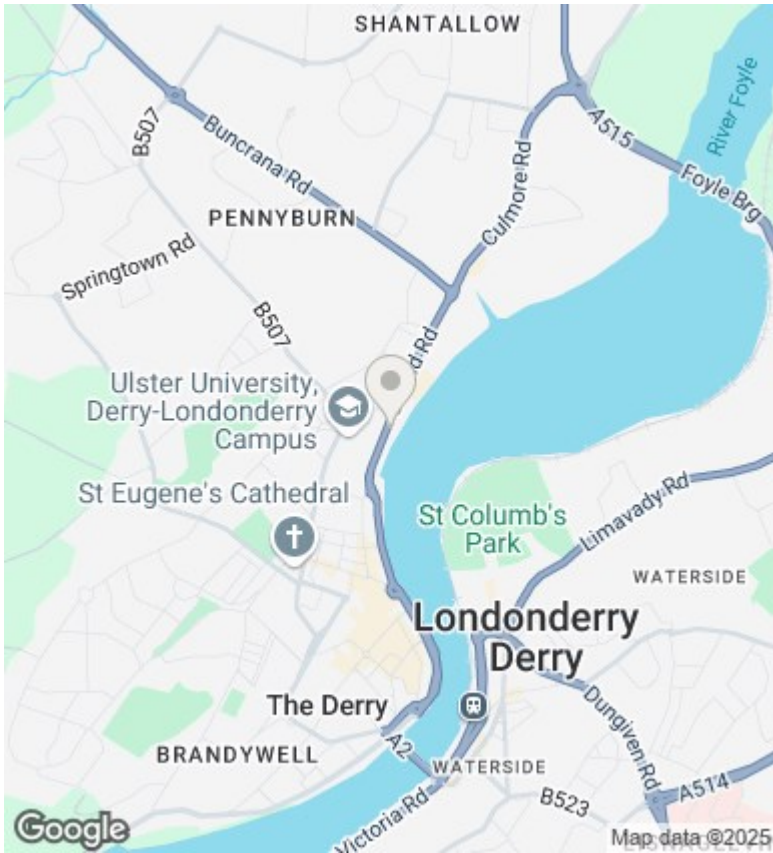 SHANTALLOW
A515
River Foyle
Foyle Brg
B507
Buncrana Rd
Culmore Rd
PENNYBURN
Springtown Rd
B507
d Rd
Ulster University,
Derry-Londonderry
Campus
St Eugene's Cathedral
St Columb's
Park
Limavady Rd
WATERSIDE
Londonderry
Derry
The Derry
A2
BRANDYWELL
WATERSIDE
Dungiven Rd
A514
B523
Victoria Rd
Google
Map data ©2025